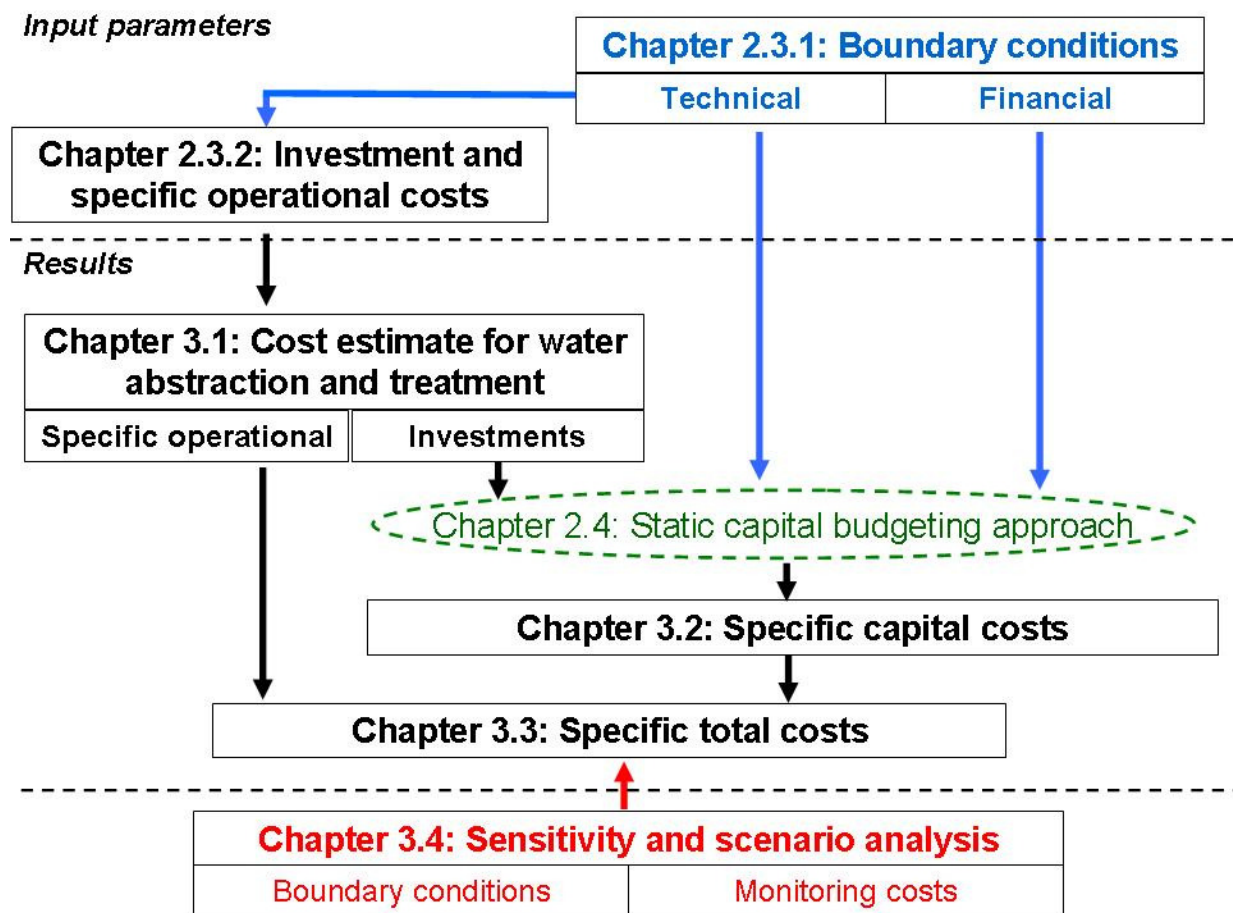 Input parameters
Chapter 2.3.1: Boundary conditions
Technical
Financial
Chapter 2.3.2: Investment and
specific operational costs
Results
Chapter 3.1: Cost estimate for water
abstraction and treatment
Specific operational
Investments
Chapter 2.4: Static capital budgeting approach
Chapter 3.2: Specific capital costs
Chapter 3.3: Specific total costs
Chapter 3.4: Sensitivity and scenario analysis
Boundary conditions
Monitoring costs